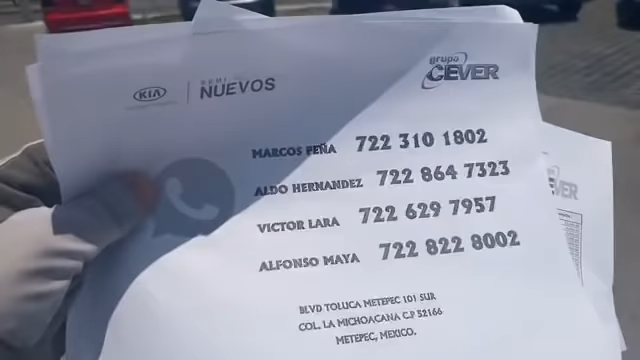 KIA SEMI NUEVOS
grupo CEVER
MARCOS PEÑA 722 310 1802
ALDO HERNANDEZ 722 864 7323
VICTOR LARA 722 629 7957
ALFONSO MAYA 722 822 8002
BLVD TOLUCA METEPEC 101 SUR
COL. LA MICHOACANA C.P 52166
METEPEC, MEXICO.
EVER